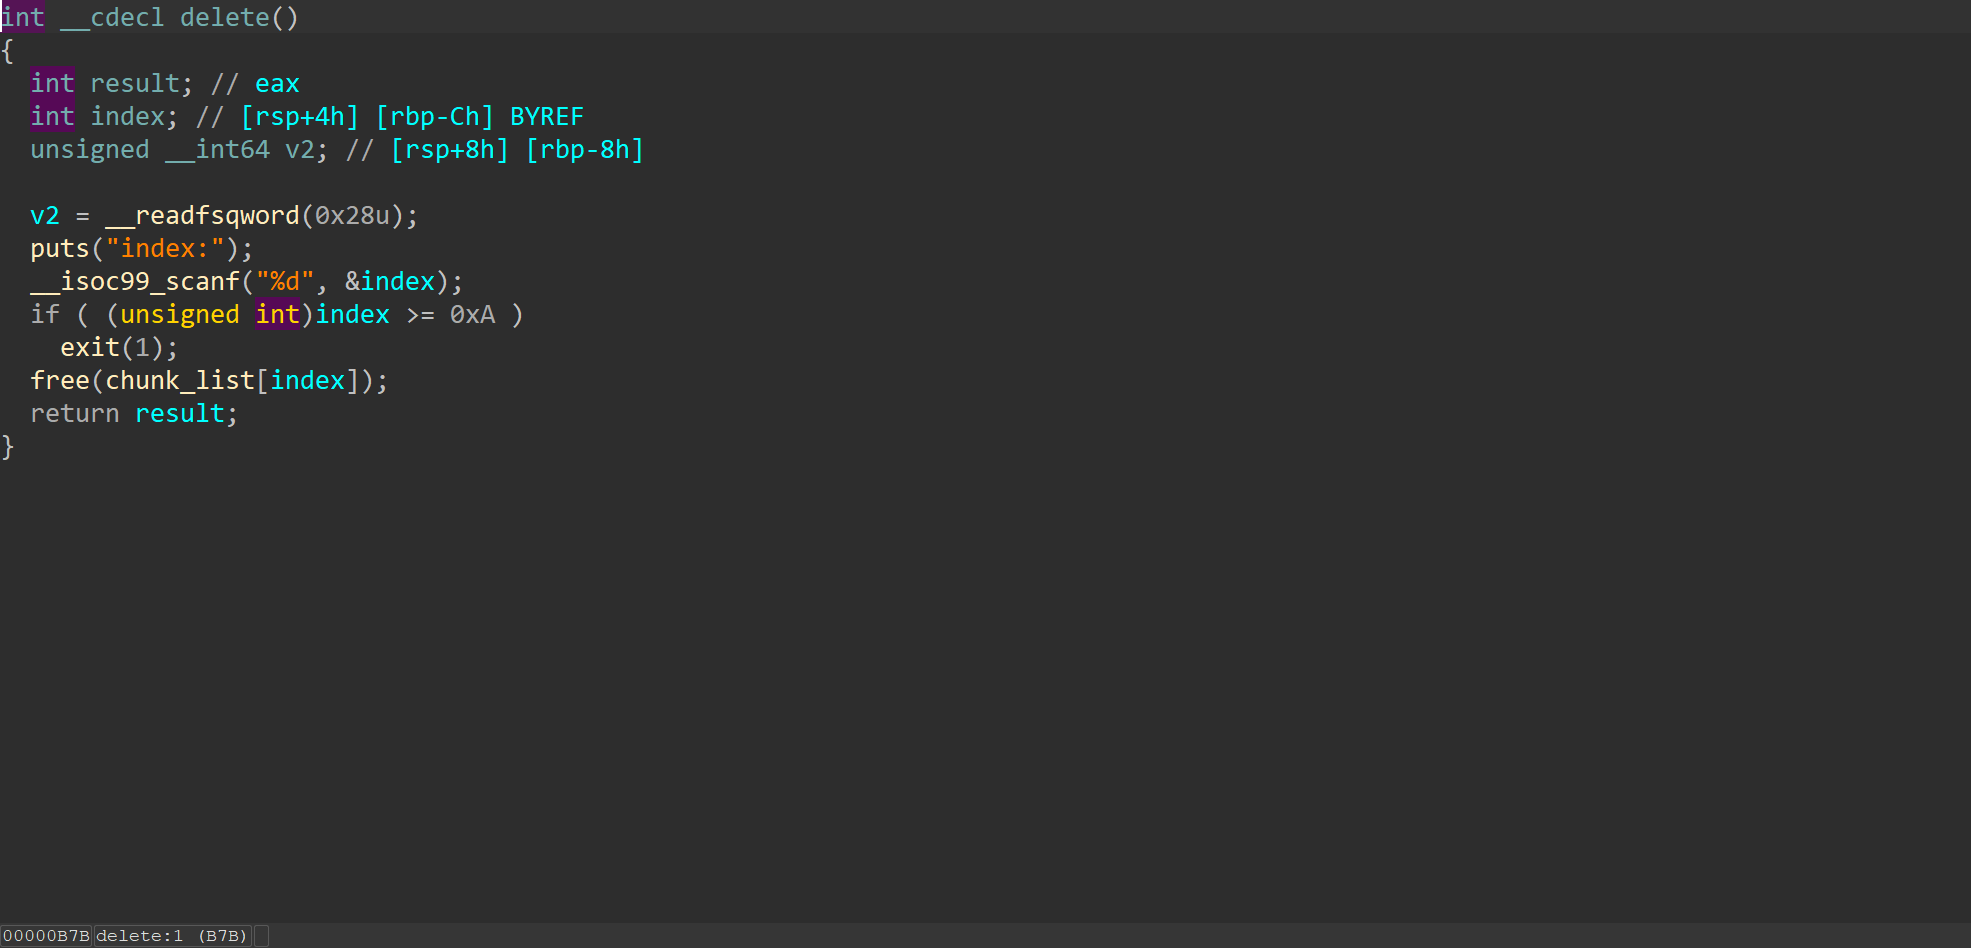 int __cdecl delete()
{
  int result; // eax
  int index; // [rsp+4h] [rbp-Ch] BYREF
  unsigned __int64 v2; // [rsp+8h] [rbp-8h]

  v2 = __readfsqword(0x28u);
  puts("index:");
  __isoc99_scanf("%d", &index);
  if ( (unsigned int)index >= 0xA )
    exit(1);
  free(chunk_list[index]);
  return result;
}
00000B7B delete:1 (B7B)